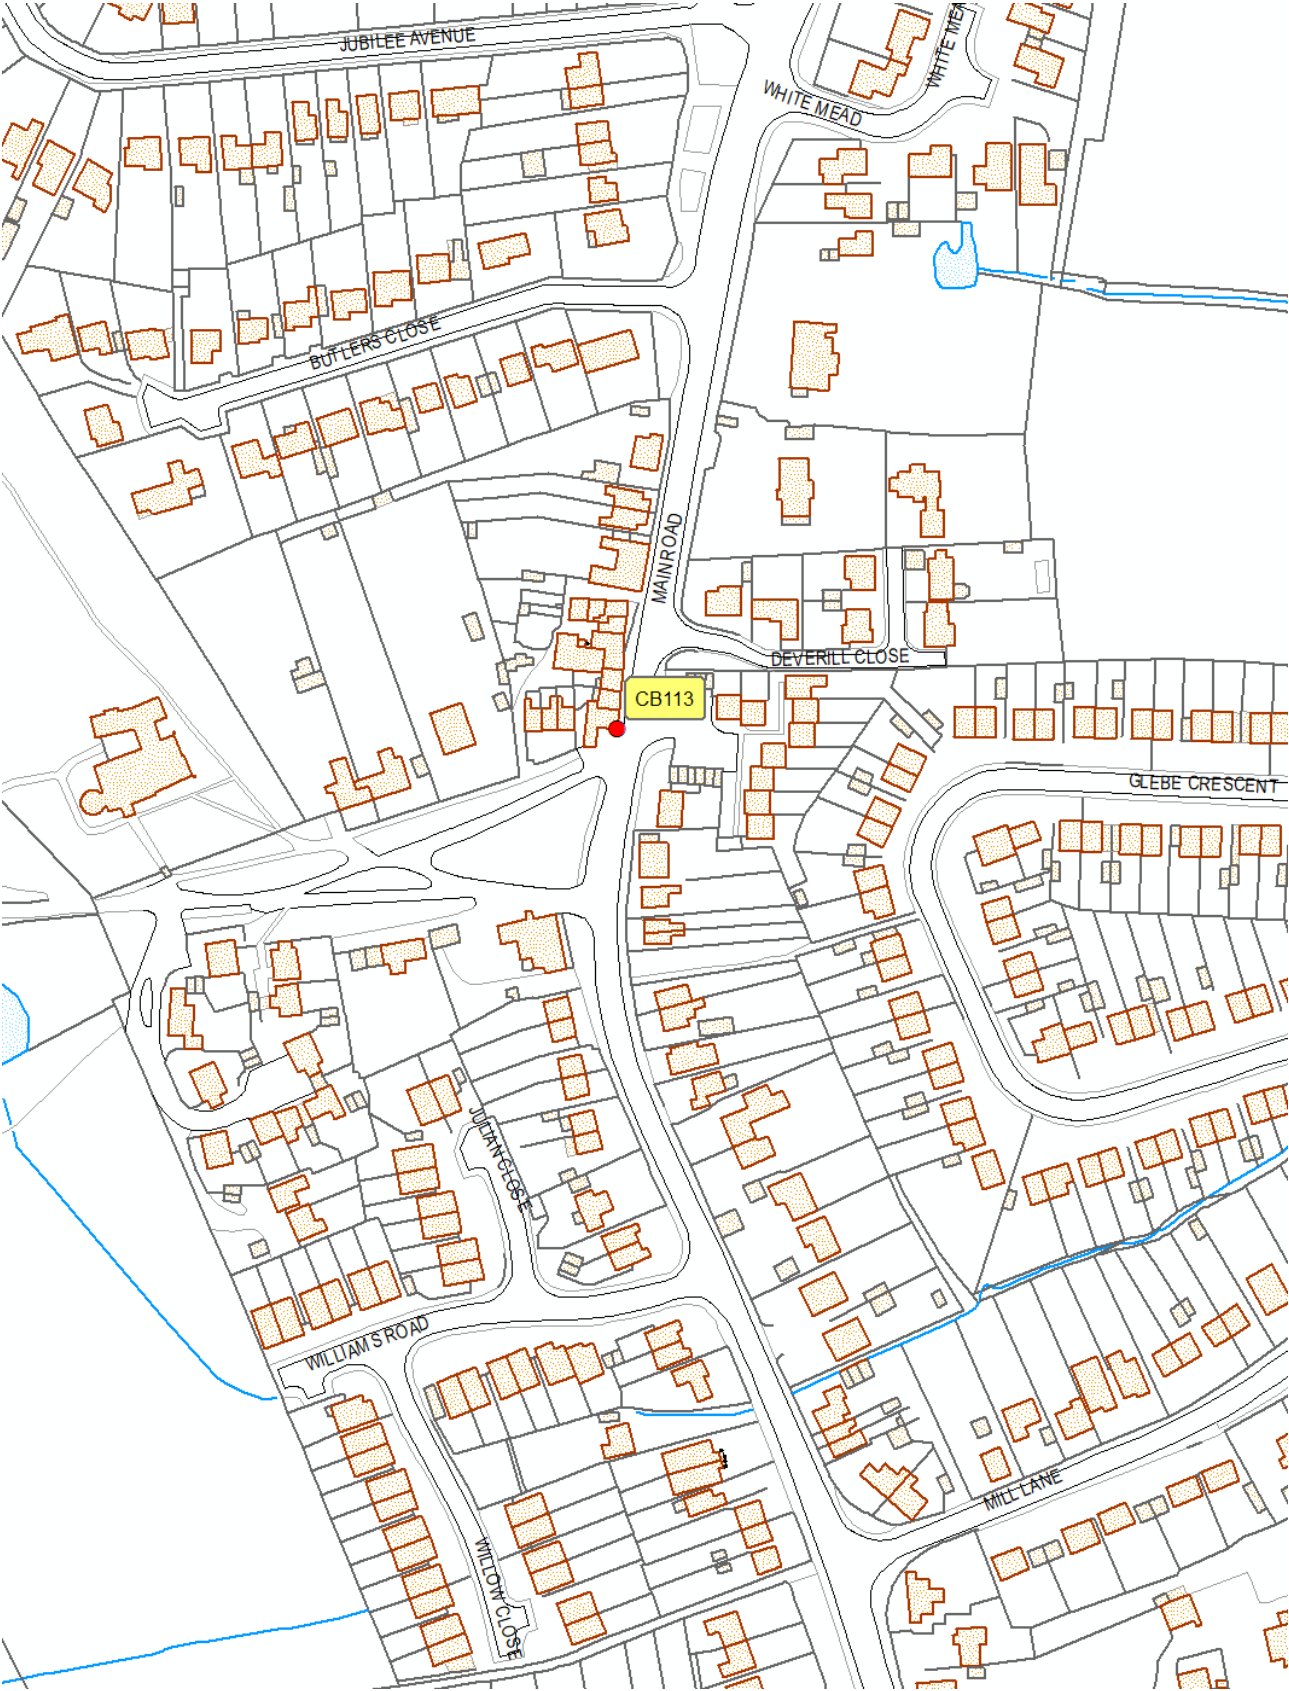 JUBILEE AVENUE
WHITE MEA
WHITE MEAD
BUTLERS CLOSE
MAIN ROAD
DEVERILL CLOSE
CB113
GLEBE CRESCENT
JULIAN CLOSE
WILLIAMS ROAD
MILL LANE
WILLOW CLOSE